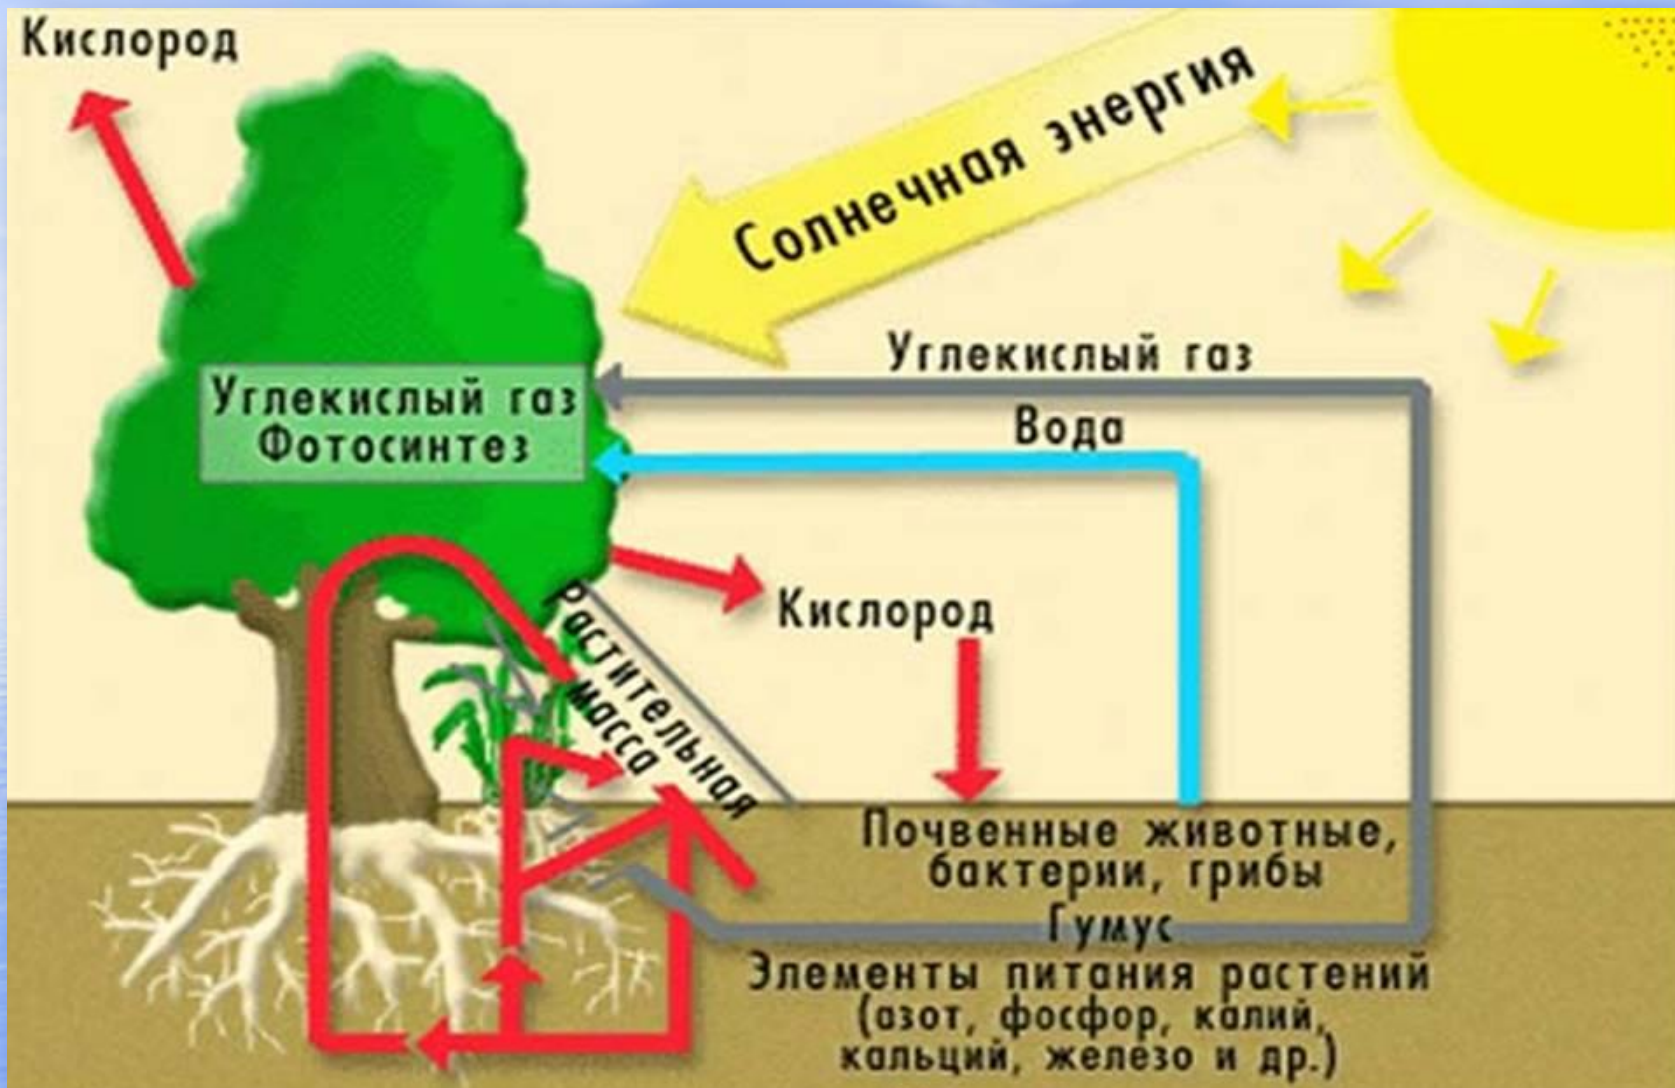 Кислород
Солнечная энергия
Углекислый газ
Углекислый газ
Фотосинтез
Вода
Кислород
Растительная
масса
Почвенные животные,
бактерии, грибы
Гумус
Элементы питания растений
(азот, фосфор, калий,
кальций, железо и др.)